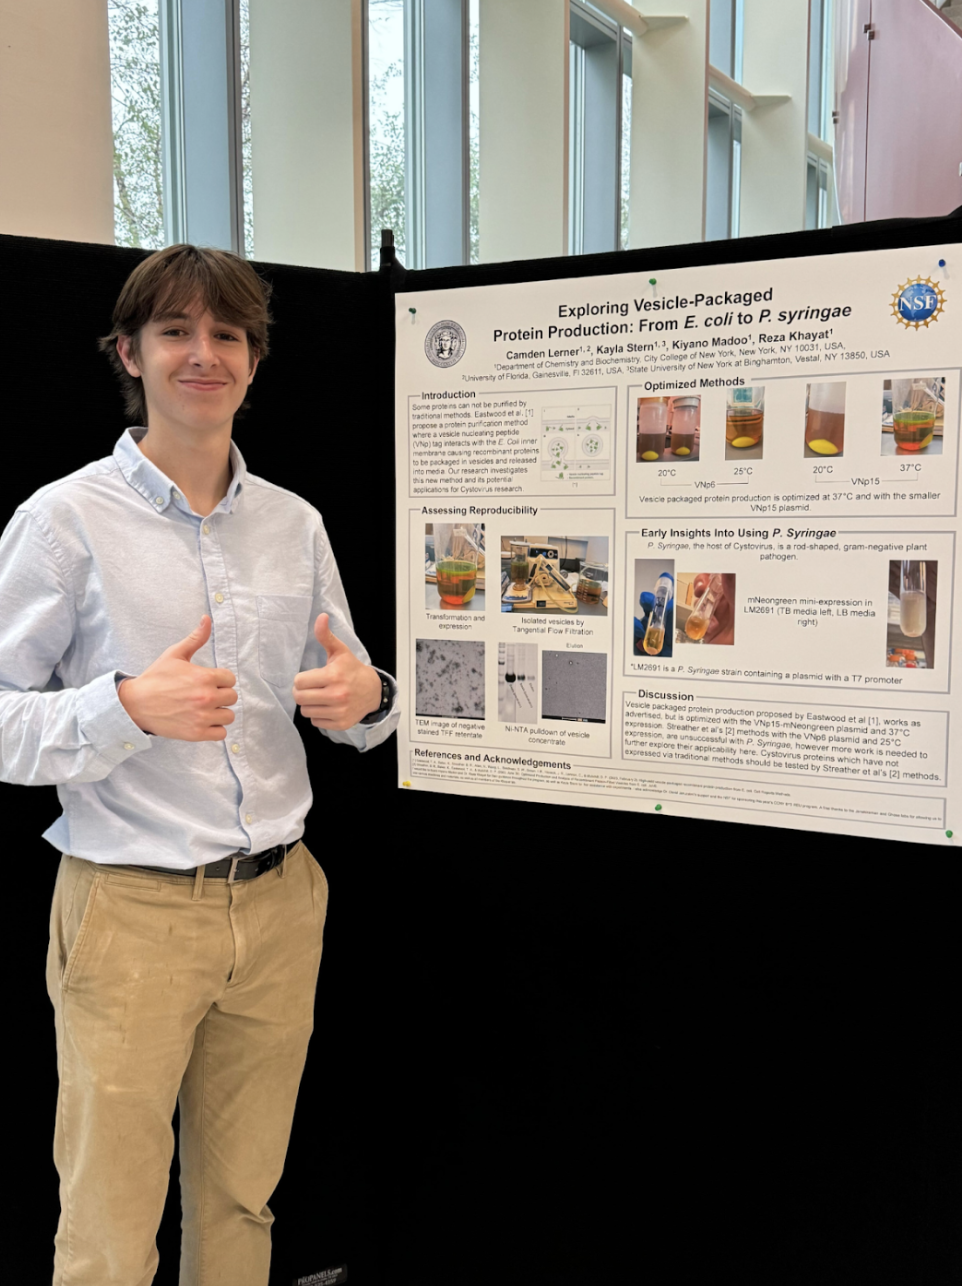 Exploring Vesicle-Packaged
Protein Production: From E. coli to P. syringae
Camden Lerner1, 2, Kayla Stern1, 3, Kiyano Madoo1, Reza Khayat1
1Department of Chemistry and Biochemistry, City College of New York, New York, NY 10031, USA,
2University of Florida, Gainesville, Fl 32611, USA, 3State University of New York at Binghamton, Vestal, NY 13850, USA
NSF
Introduction
Some proteins can not be purified by
traditional methods. Eastwood et al. [1]
propose a protein purification method
where a vesicle nucleating peptide
(VNp) tag interacts with the E. Coli inner
membrane causing recombinant proteins
to be packaged in vesicles and released
into media. Our research investigates
this new method and its potential
applications for Cystovirus research.
[1]
Assessing Reproducibility
Transformation and
expression
Isolated vesicles by
Tangential Flow Filtration
Elution
TEM image of negative
stained TFF retentate
Ni-NTA pulldown of vesicle
concentrate
References and Acknowledgements
Optimized Methods
20°C
25°C
20°C
37°C
VNp6
VNp15
Vesicle packaged protein production is optimized at 37°C and with the smaller
VNp15 plasmid.
Early Insights Into Using P. Syringae
P. Syringae, the host of Cystovirus, is a rod-shaped, gram-negative plant
pathogen.
mNeongreen mini-expression in
LM2691 (TB media left, LB media
right)
*LM2691 is a P. Syringae strain containing a plasmid with a T7 promoter
Discussion
Vesicle packaged protein production proposed by Eastwood et al [1], works as
advertised, but is optimized with the VNp15-mNeongreen plasmid and 37°C
expression. Streather et al's [2] methods with the VNp6 plasmid and 25°C
expression, are unsuccessful with P. Syringae, however more work is needed to
further explore their applicability here. Cystovirus proteins which have not
expressed via traditional methods should be tested by Streather et al's [2] methods.
PROPANELS.com